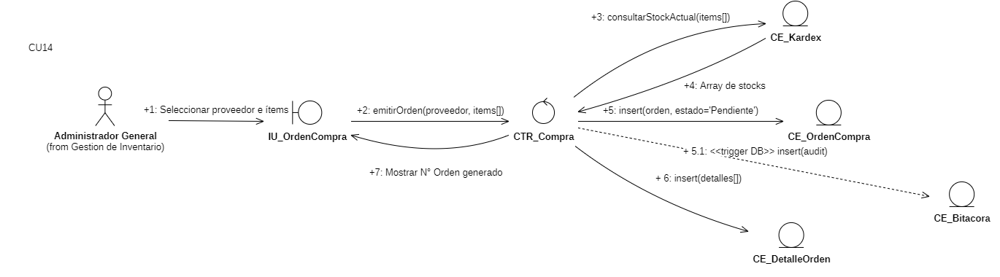 +3: consultarStockActual(items[])
CE_Kardex
CU14
+4: Array de stocks
+1: Seleccionar proveedor e ítems
+2: emitirOrden(proveedor, items[])
+5: insert(orden, estado='Pendiente')
Administrador General
(from Gestion de Inventario)
IU_OrdenCompra
CTR_Compra
CE_OrdenCompra
+ 5.1: <<trigger DB>> insert(audit)
+7: Mostrar N° Orden generado
+ 6: insert(detalles[])
CE_Bitacora
CE_DetalleOrden